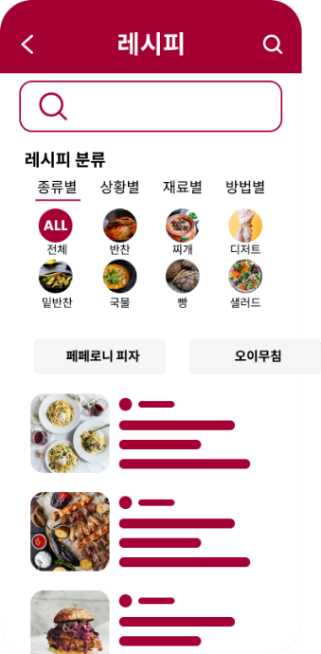 레시피
레시피 분류
종류별 상황별 재료별 방법별
ALL
전체 반찬 찌개 디저트
밑반찬 국물 빵 샐러드
페페로니 피자 오이무침